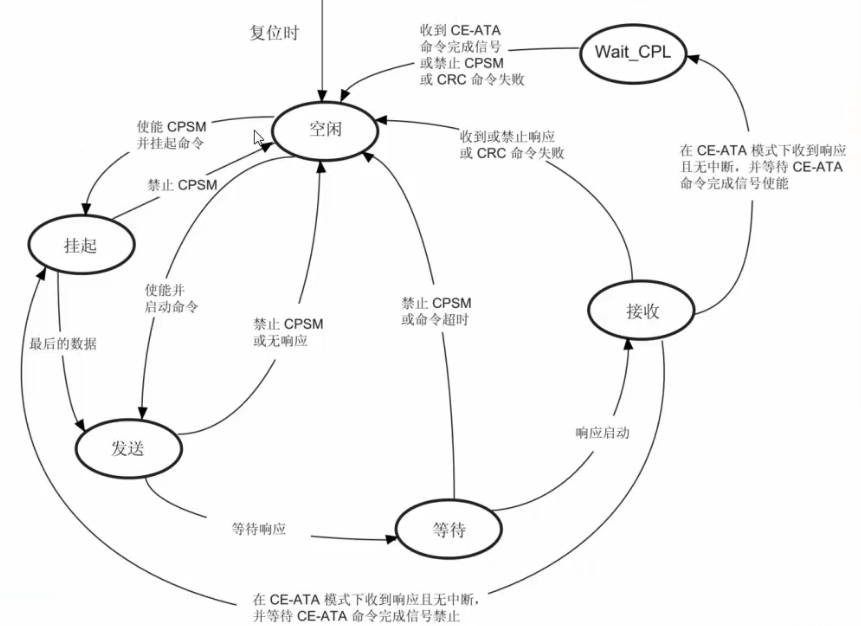 复位时
收到 CE-ATA
命令完成信号
或禁止 CPSM
或 CRC 命令失败
Wait_CPL
使能 CPSM
并挂起命令
空闲
收到或禁止响应
或 CRC 命令失败
在 CE-ATA 模式下收到响应
且无中断，并等待 CE-ATA
命令完成信号使能
禁止 CPSM
挂起
使能并
启动命令
禁止 CPSM
或无响应
禁止 CPSM
或命令超时
接收
最后的数据
发送
响应启动
等待响应
等待
在 CE-ATA 模式下收到响应且无中断，
并等待 CE-ATA 命令完成信号禁止